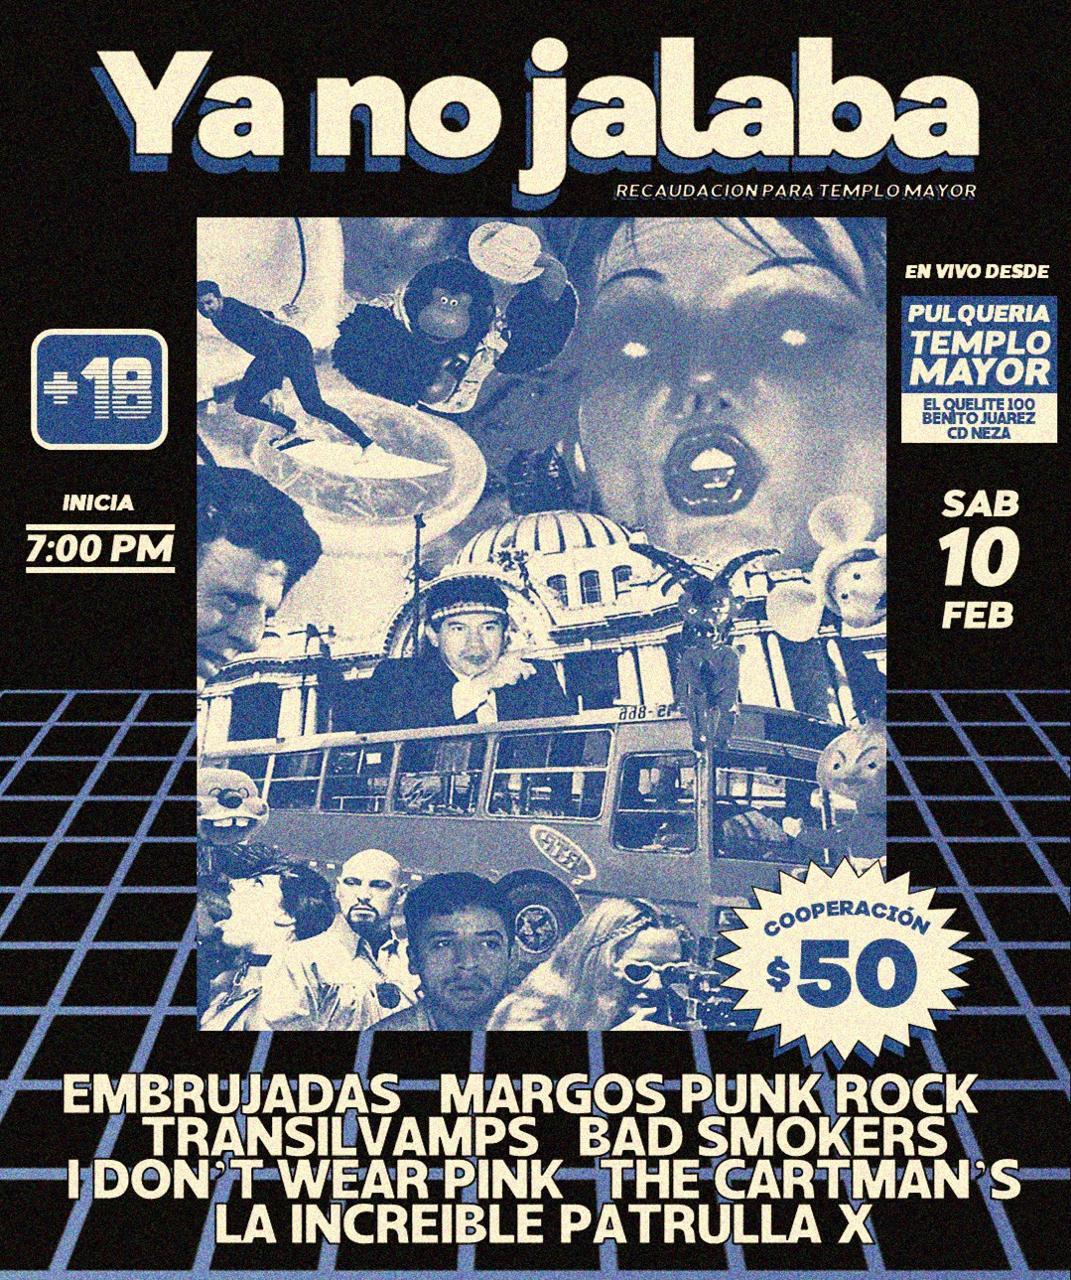 Ya no jalaba
RECAUDACION PARA TEMPLO MAYOR
EN VIVO DESDE
PULQUERIA
TEMPLO
MAYOR
EL QUELITE 100
BENITO JUAREZ
CD NEZA
+18
INICIA
7:00 PM
SAB
10
FEB
COOPERACIÓN
$50
EMBRUJADAS MARGOS PUNK ROCK
TRANSILVAMPS BAD SMOKERS
I DON'T WEAR PINK THE CARTMAN'S
LA INCREIBLE PATRULLA X